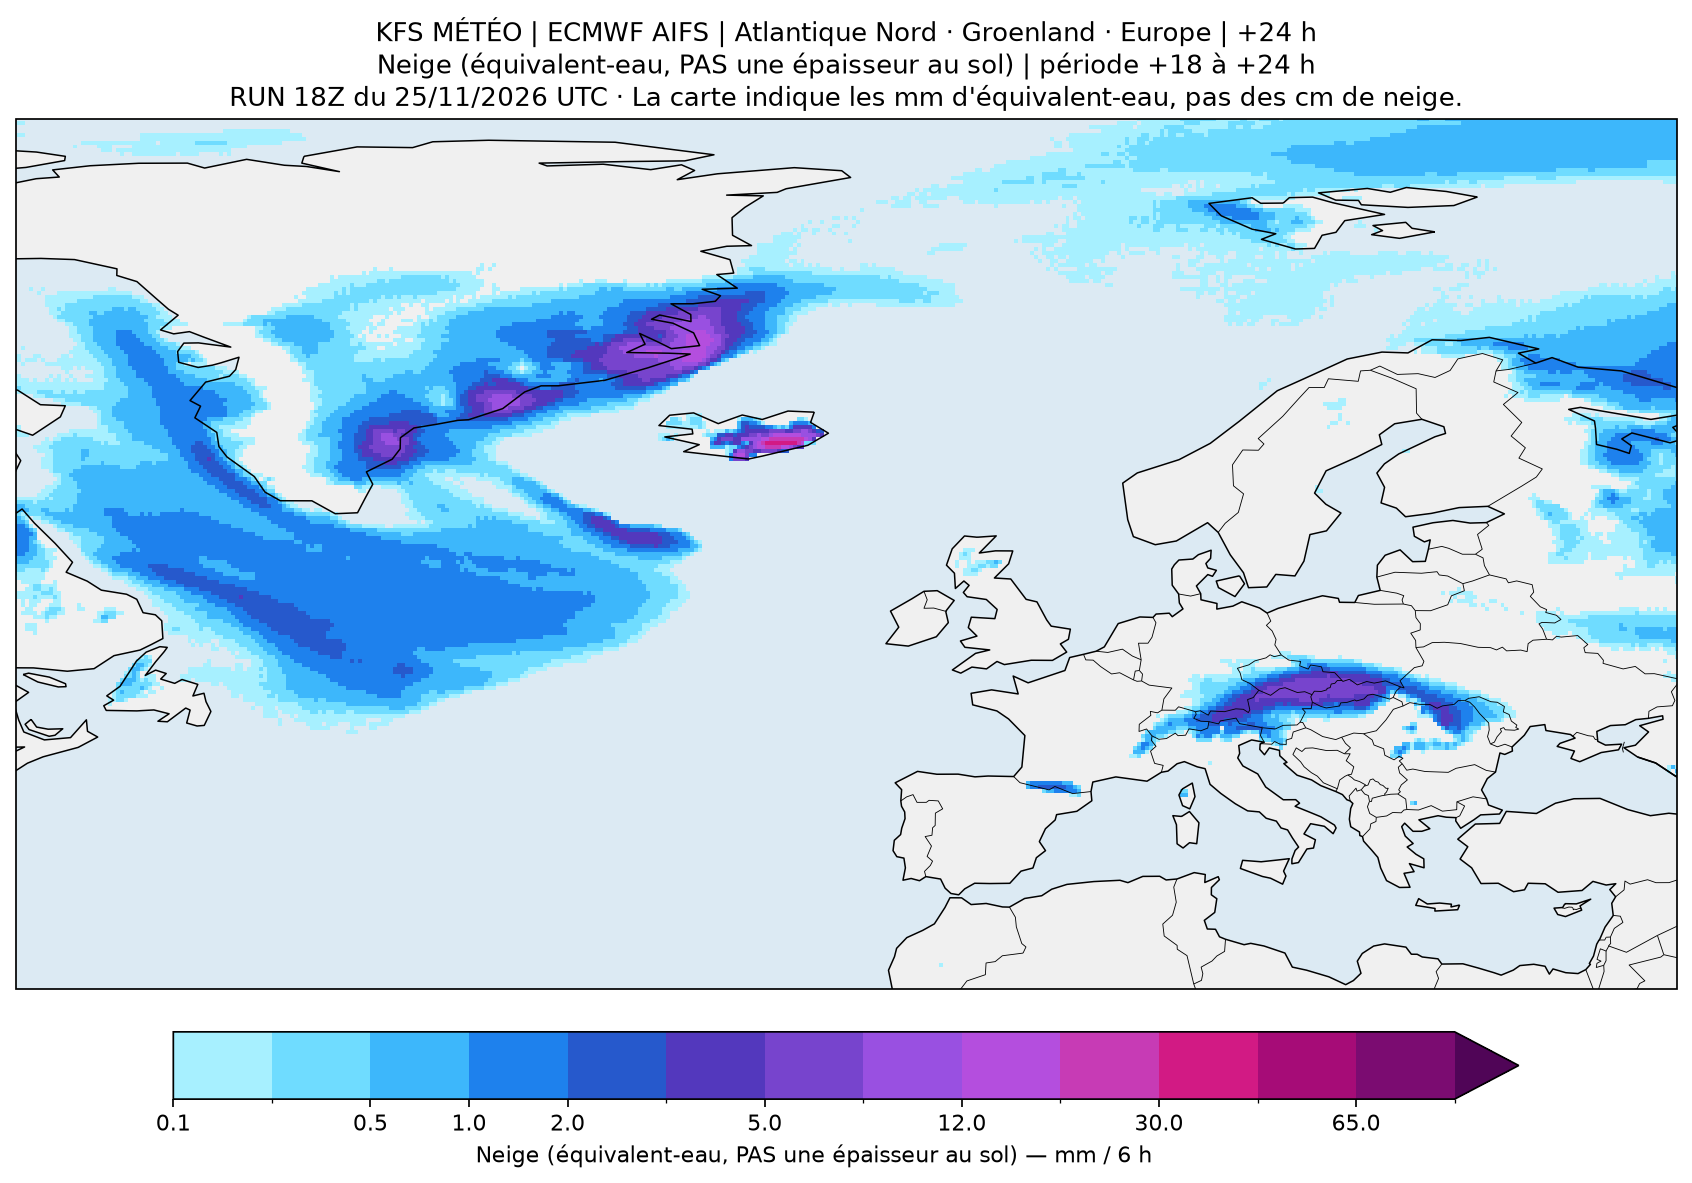 KFS MÉTÉO | ECMWF AIFS | Atlantique Nord · Groenland · Europe | +24 h
Neige (équivalent-eau, PAS une épaisseur au sol) | période +18 à +24 h
RUN 18Z du 25/11/2026 UTC · La carte indique les mm d'équivalent-eau, pas des cm de neige.
0.1 0.5 1.0 2.0 5.0 12.0 30.0 65.0
Neige (équivalent-eau, PAS une épaisseur au sol) — mm / 6 h